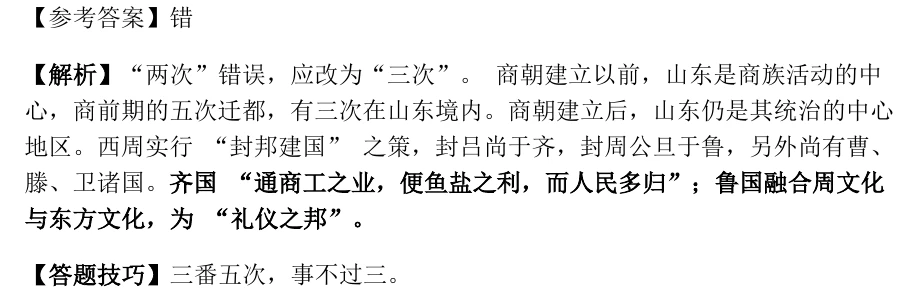 【参考答案】错
【解析】“两次”错误，应改为“三次”。 商朝建立以前，山东是商族活动的中
心，商前期的五次迁都，有三次在山东境内。商朝建立后，山东仍是其统治的中心
地区。西周实行 “封邦建国” 之策，封吕尚于齐，封周公旦于鲁，另外尚有曹、
滕、卫诸国。齐国 “通商工之业，便鱼盐之利，而人民多归”；鲁国融合周文化
与东方文化，为 “礼仪之邦”。
【答题技巧】三番五次，事不过三。